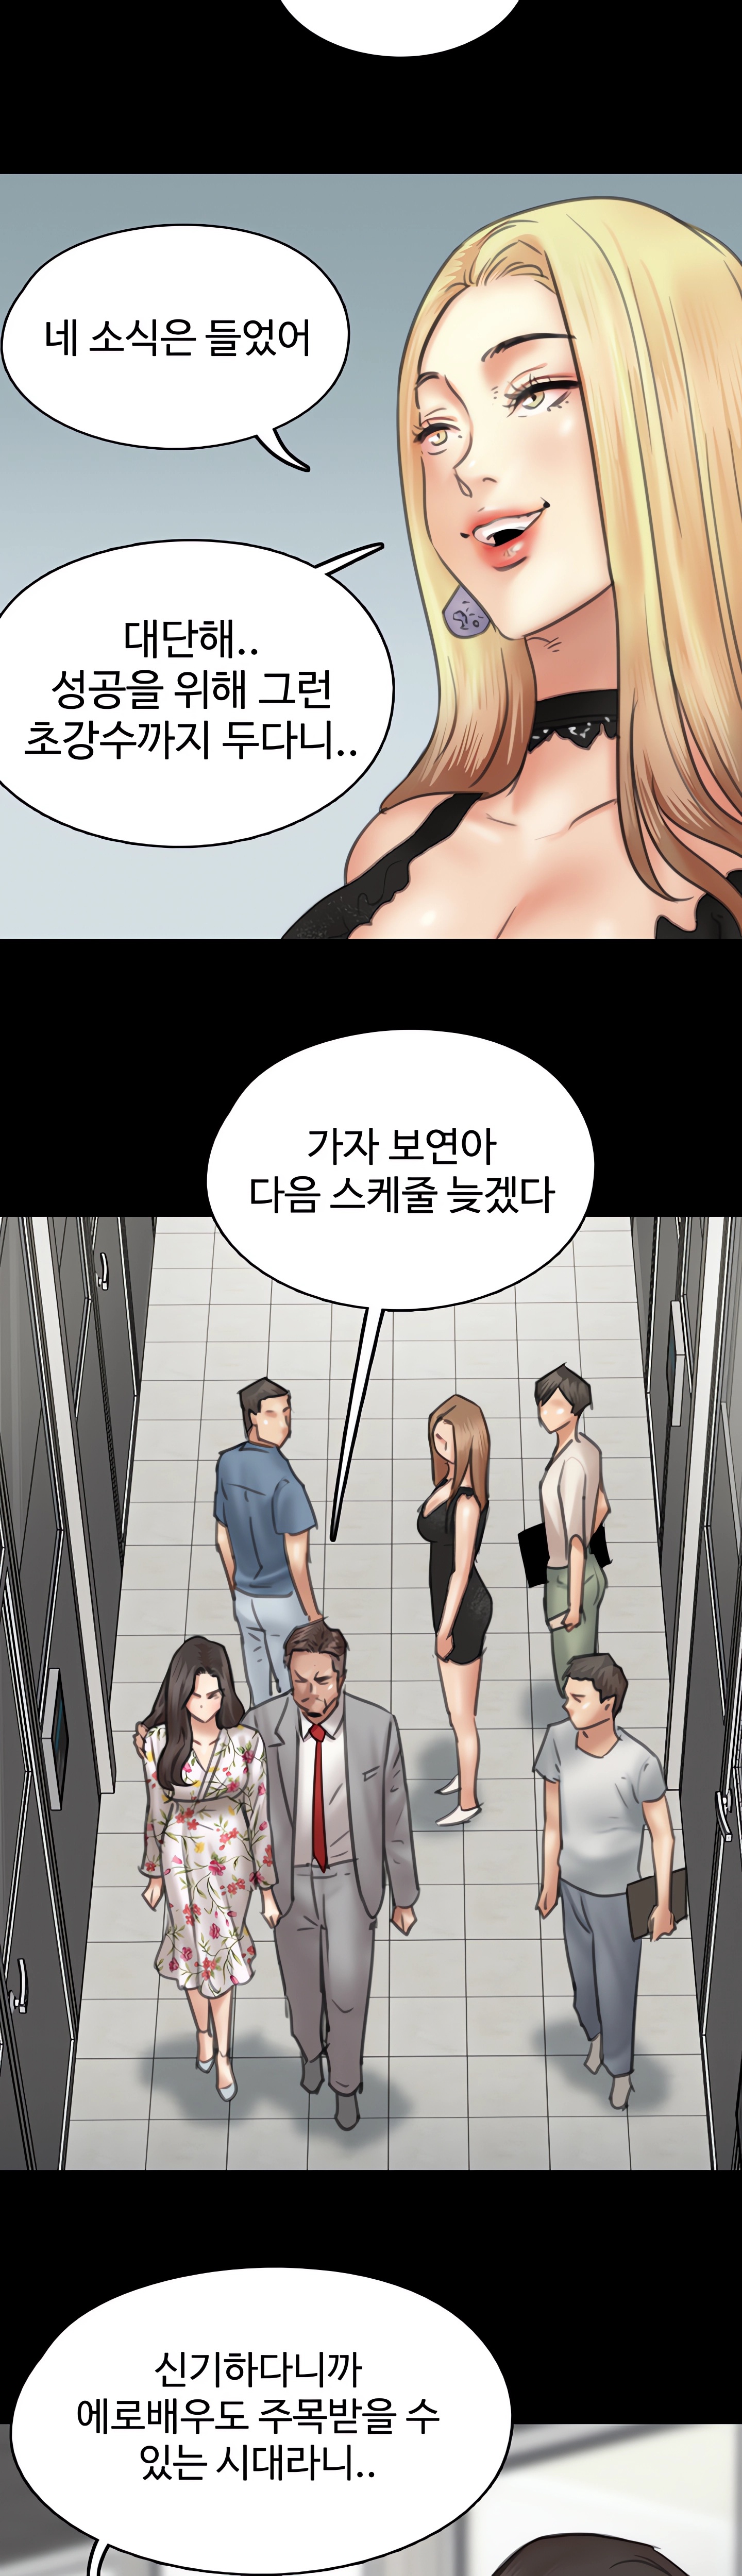 네 소식은 들었어
대단해..
성공을 위해 그런
초강수까지 두다니..
가자 보연아
다음 스케줄 늦겠다
신기하다니까
에로배우도 주목받을 수
있는 시대라니..